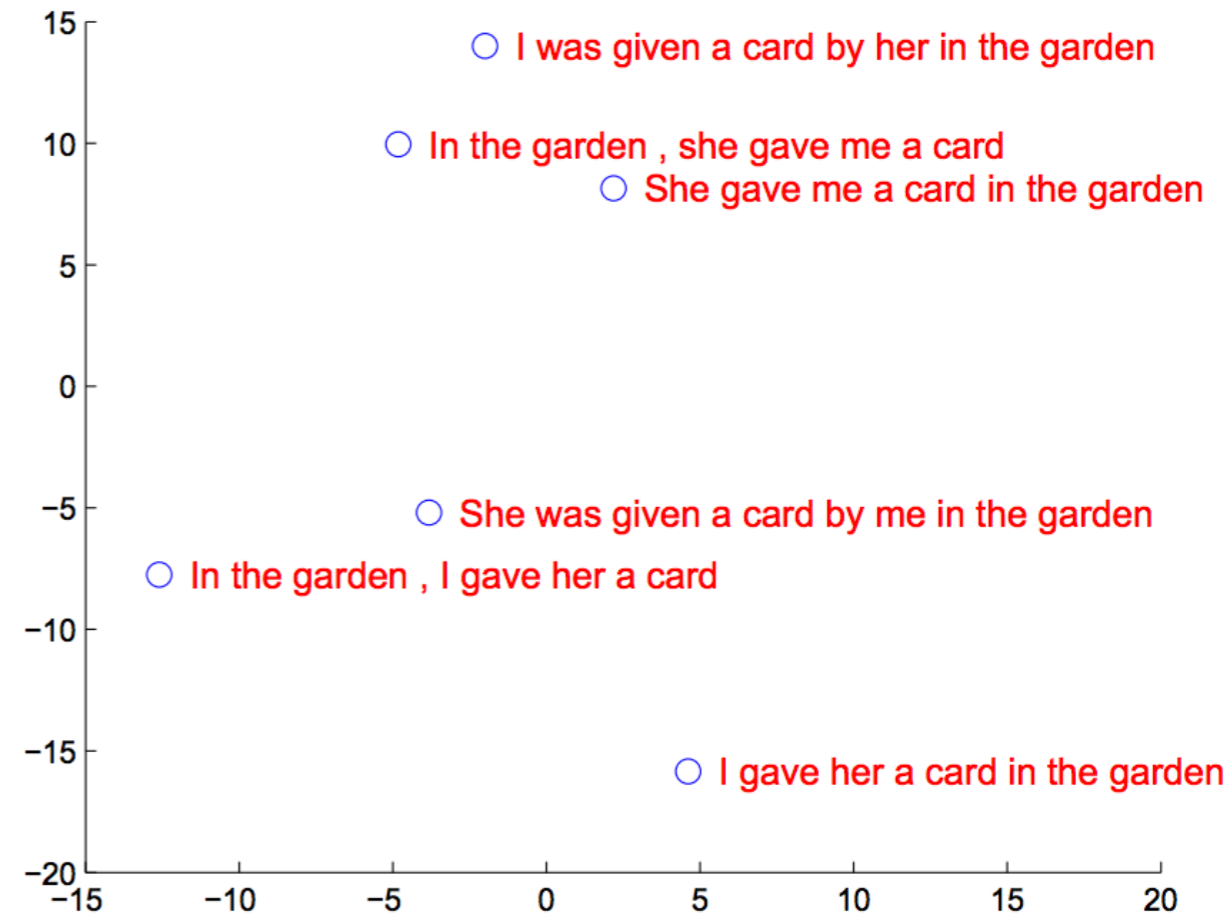 15
I was given a card by her in the garden
10
In the garden , she gave me a card
She gave me a card in the garden
5
0
−5
She was given a card by me in the garden
In the garden , I gave her a card
−10
−15
I gave her a card in the garden
−20
−15 −10 −5 0 5 10 15 20